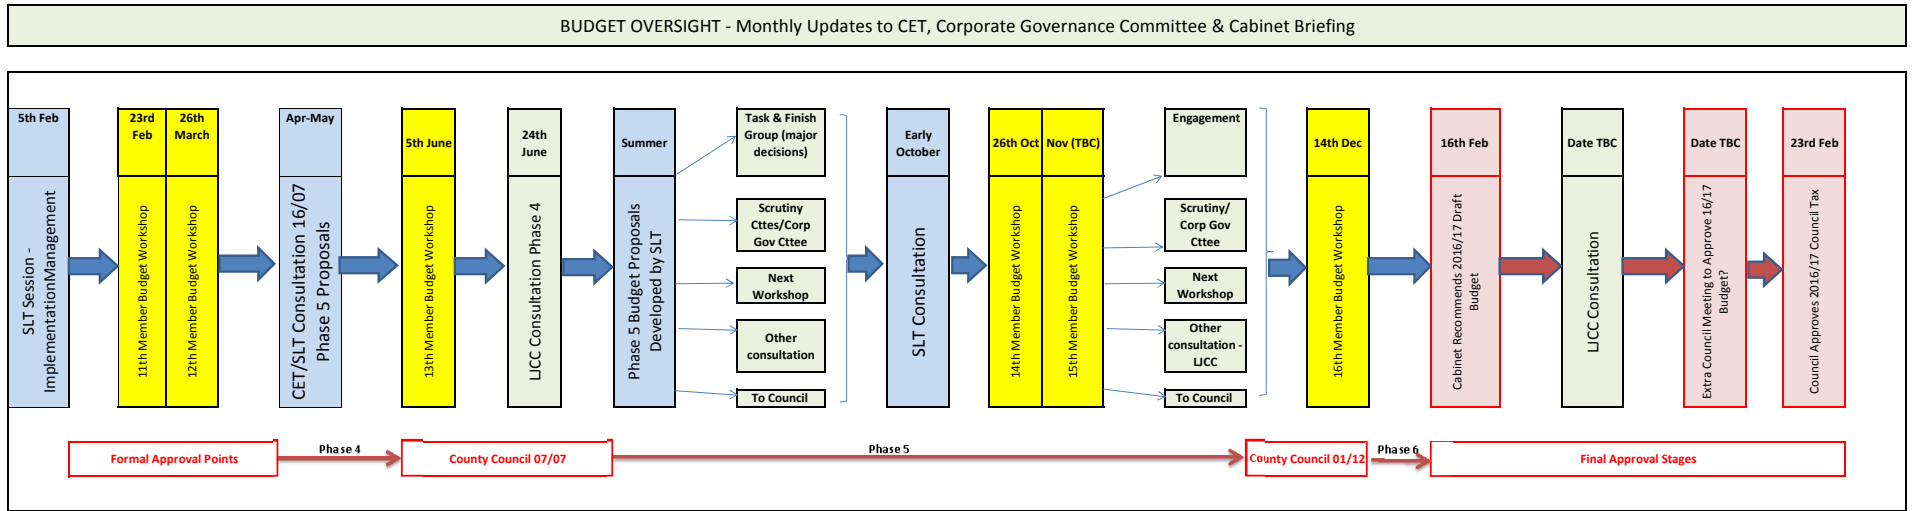 BUDGET OVERSIGHT - Monthly Updates to CET, Corporate Governance Committee & Cabinet Briefing
5th Feb
SLT Session -
ImplementationManagement
23rd
Feb
11th Member Budget Workshop
26th
March
12th Member Budget Workshop
Apr-May
CET/SLT Consultation 16/07
Phase 5 Proposals
5th June
13th Member Budget Workshop
24th
June
LJCC Consultation Phase 4
Summer
Phase 5 Budget Proposals
Developed by SLT
Task & Finish
Group (major
decisions)
Scrutiny
Cttes/Corp
Gov Cttee
Next
Workshop
Other
consultation
To Council
Early
October
SLT Consultation
26th Oct
14th Member Budget Workshop
Nov (TBC)
15th Member Budget Workshop
Engagement
Scrutiny/
Corp Gov
Cttee
Next
Workshop
Other
consultation -
LJCC
To Council
14th Dec
16th Member Budget Workshop
16th Feb
Cabinet Recommends 2016/17 Draft
Budget
Date TBC
LJCC Consultation
Date TBC
Extra Council Meeting to Approve 16/17
Budget?
23rd Feb
Council Approves 2016/17 Council Tax
Formal Approval Points
Phase 4
County Council 07/07
Phase 5
County Council 01/12
Phase 6
Final Approval Stages